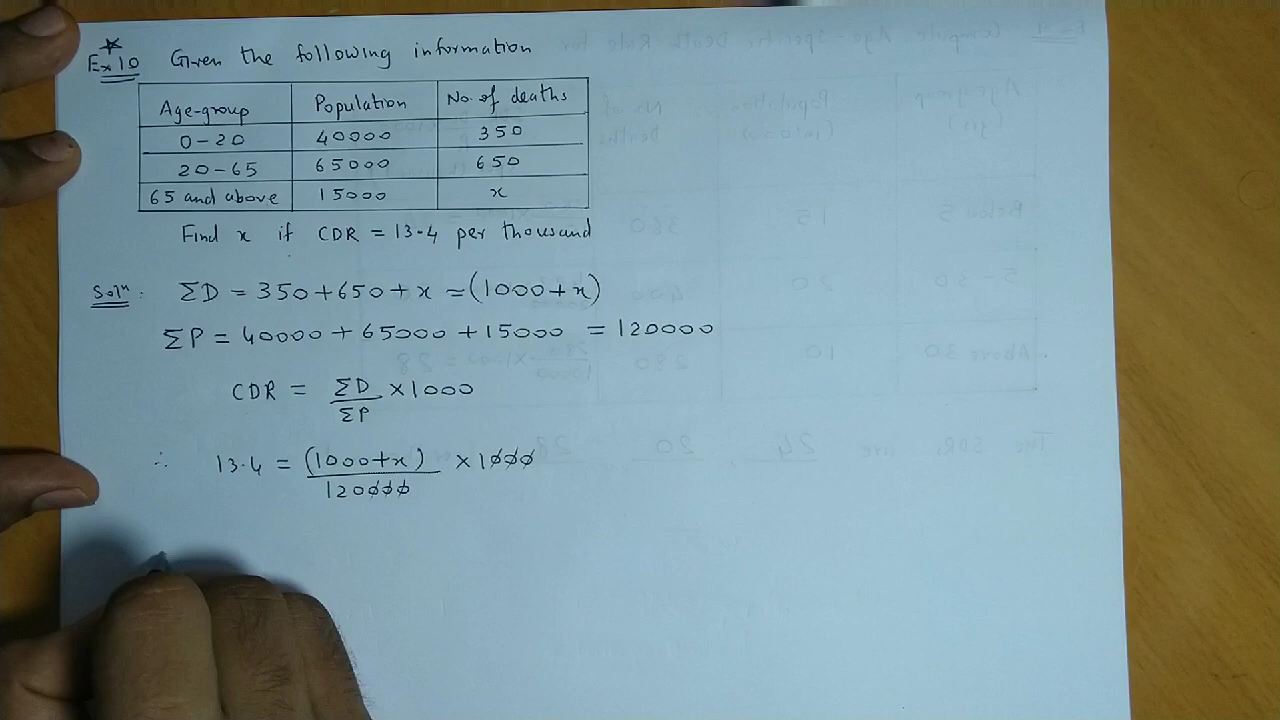 Ex 10 Given the following information
Age-group Population No. of deaths
0-20 40000 350
20-65 65000 650
65 and above 15000 x
Find x if CDR = 13.4 per thousand
Solⁿ: ΣD = 350+650+x = (1000+x)
ΣP = 40000+65000+15000 = 120000
CDR = ΣD/ΣP ×1000
∴ 13.4 = (1000+x)/120000 ×1000